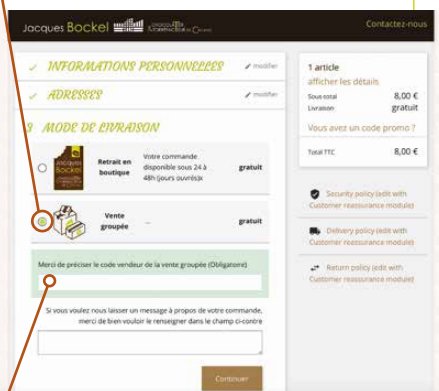 Jacques Bockel
Contactez-nous
INFORMATIONS PERSONNELLES
modifier
ADRESSES
modifier
3 MODE DE LIVRAISON
Jacques
Bockel
Retrait en
boutique
Votre commande
disponible sous 24 à
48h (jours ouvrés)x
gratuit
Vente
groupée
...
gratuit
Merci de préciser le code vendeur de la vente groupée (Obligatoire)
Si vous voulez nous laisser un message à propos de votre commande,
merci de bien vouloir le renseigner dans le champ ci-contre
Continuer
1 article
afficher les détails
Sous-total 8,00 €
Livraison gratuit
Vous avez un code promo ?
Total TTC 8,00 €
Security policy (edit with
Customer reassurance module)
Delivery policy (edit with
Customer reassurance module)
Return policy (edit with
Customer reassurance module)